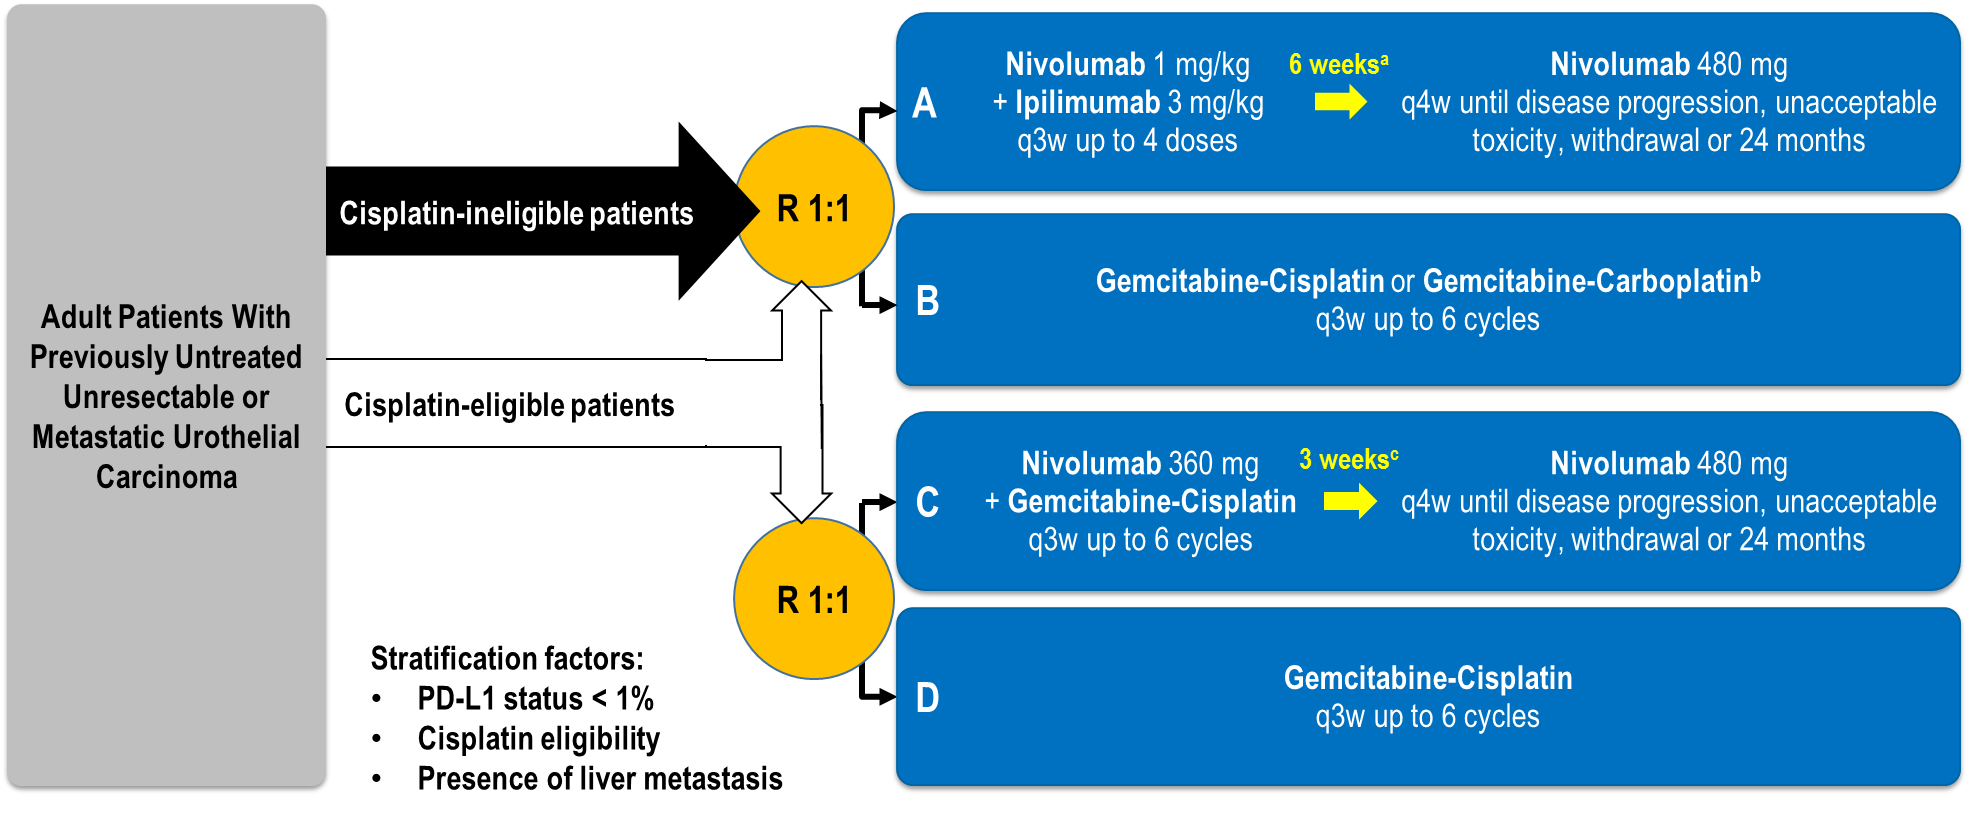 Adult Patients With
Previously Untreated
Unresectable or
Metastatic Urothelial
Carcinoma
Cisplatin-ineligible patients
Cisplatin-eligible patients
R 1:1
R 1:1
Stratification factors:
• PD-L1 status < 1%
• Cisplatin eligibility
• Presence of liver metastasis
A
Nivolumab 1 mg/kg
+ Ipilimumab 3 mg/kg
q3w up to 4 doses
6 weeksᵃ
Nivolumab 480 mg
q4w until disease progression, unacceptable
toxicity, withdrawal or 24 months
B
Gemcitabine-Cisplatin or Gemcitabine-Carboplatinᵇ
q3w up to 6 cycles
C
Nivolumab 360 mg
+ Gemcitabine-Cisplatin
q3w up to 6 cycles
3 weeksᶜ
Nivolumab 480 mg
q4w until disease progression, unacceptable
toxicity, withdrawal or 24 months
D
Gemcitabine-Cisplatin
q3w up to 6 cycles